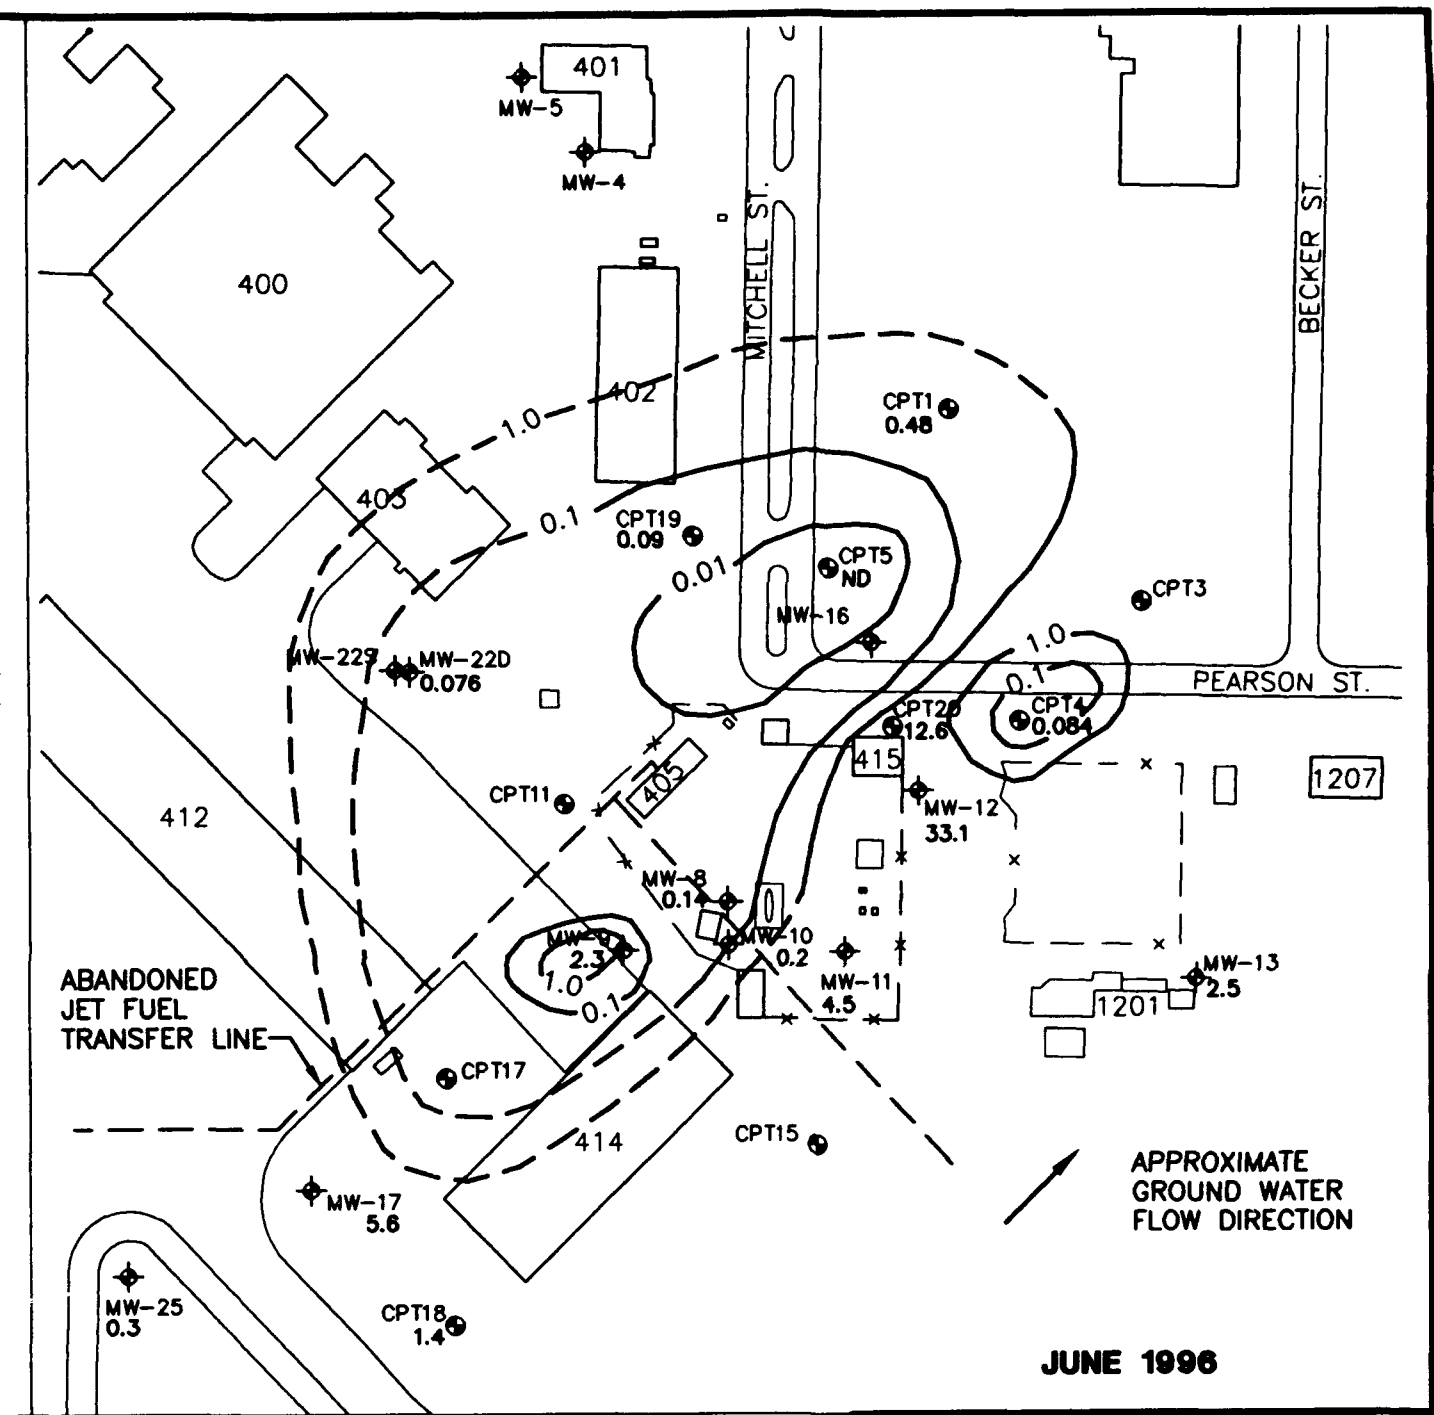 401
MW-5
MW-4
MITCHELL ST.
BECKER ST.
400
402
1.0
CPT1
0.48
403
0.1
CPT19
0.09
0.01
CPT5
ND
CPT3
MW-16
1.0
0.1
PEARSON ST.
MW-22S
MW-22D
0.076
CPT20
12.6
CPT4
0.084
415
405
1207
CPT11
412
MW-12
33.1
MW-8
0.14
MW-9
2.3
1.0
0.1
MW-10
0.2
MW-11
4.5
MW-13
2.5
1201
ABANDONED
JET FUEL
TRANSFER LINE
CPT17
414
CPT15
APPROXIMATE
GROUND WATER
FLOW DIRECTION
MW-17
5.6
MW-25
0.3
CPT18
1.4
JUNE 1996